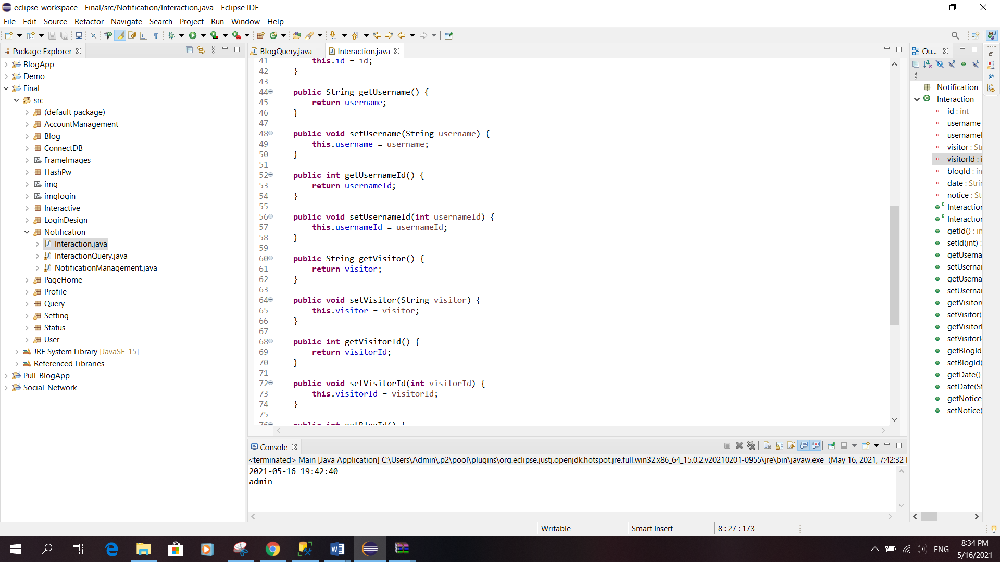 eclipse-workspace - Final/src/Notification/Interaction.java - Eclipse IDE
File Edit Source Refactor Navigate Search Project Run Window Help
Package Explorer
BlogApp
Demo
Final
src
(default package)
AccountManagement
Blog
ConnectDB
FrameImages
HashPw
img
imglogin
Interactive
LoginDesign
Notification
Interaction.java
InteractionQuery.java
NotificationManagement.java
PageHome
Profile
Query
Setting
Status
User
JRE System Library [JavaSE-15]
Referenced Libraries
Pull_BlogApp
Social_Network
BlogQuery.java Interaction.java
41 this.id = id;
42 }
43
44 public String getUsername() {
45 return username;
46 }
47
48 public void setUsername(String username) {
49 this.username = username;
50 }
51
52 public int getUsernameId() {
53 return usernameId;
54 }
55
56 public void setUsernameId(int usernameId) {
57 this.usernameId = usernameId;
58 }
59
60 public String getVisitor() {
61 return visitor;
62 }
63
64 public void setVisitor(String visitor) {
65 this.visitor = visitor;
66 }
67
68 public int getVisitorId() {
69 return visitorId;
70 }
71
72 public void setVisitorId(int visitorId) {
73 this.visitorId = visitorId;
74 }
75
76 public int getBlogId() {
Ou...
Notification
Interaction
id : int
username
usernameI
visitor : Str
visitorId : i
blogId : in
date : Strin
notice : St
Interaction
Interaction
getId() : in
setId(int) :
getUserna
setUsernar
getUserna
setUsernar
getVisitor(
setVisitor(
getVisitorI
setVisitorI
getBlogId
setBlogId(
getDate()
setDate(St
getNotice
setNotice(
Console
<terminated> Main [Java Application] C:\Users\Admin\.p2\pool\plugins\org.eclipse.justj.openjdk.hotspot.jre.full.win32.x86_64_15.0.2.v20210201-0955\jre\bin\javaw.exe (May 16, 2021, 7:42:32
2021-05-16 19:42:40
admin
Writable Smart Insert 8 : 27 : 173
ENG
8:34 PM
5/16/2021